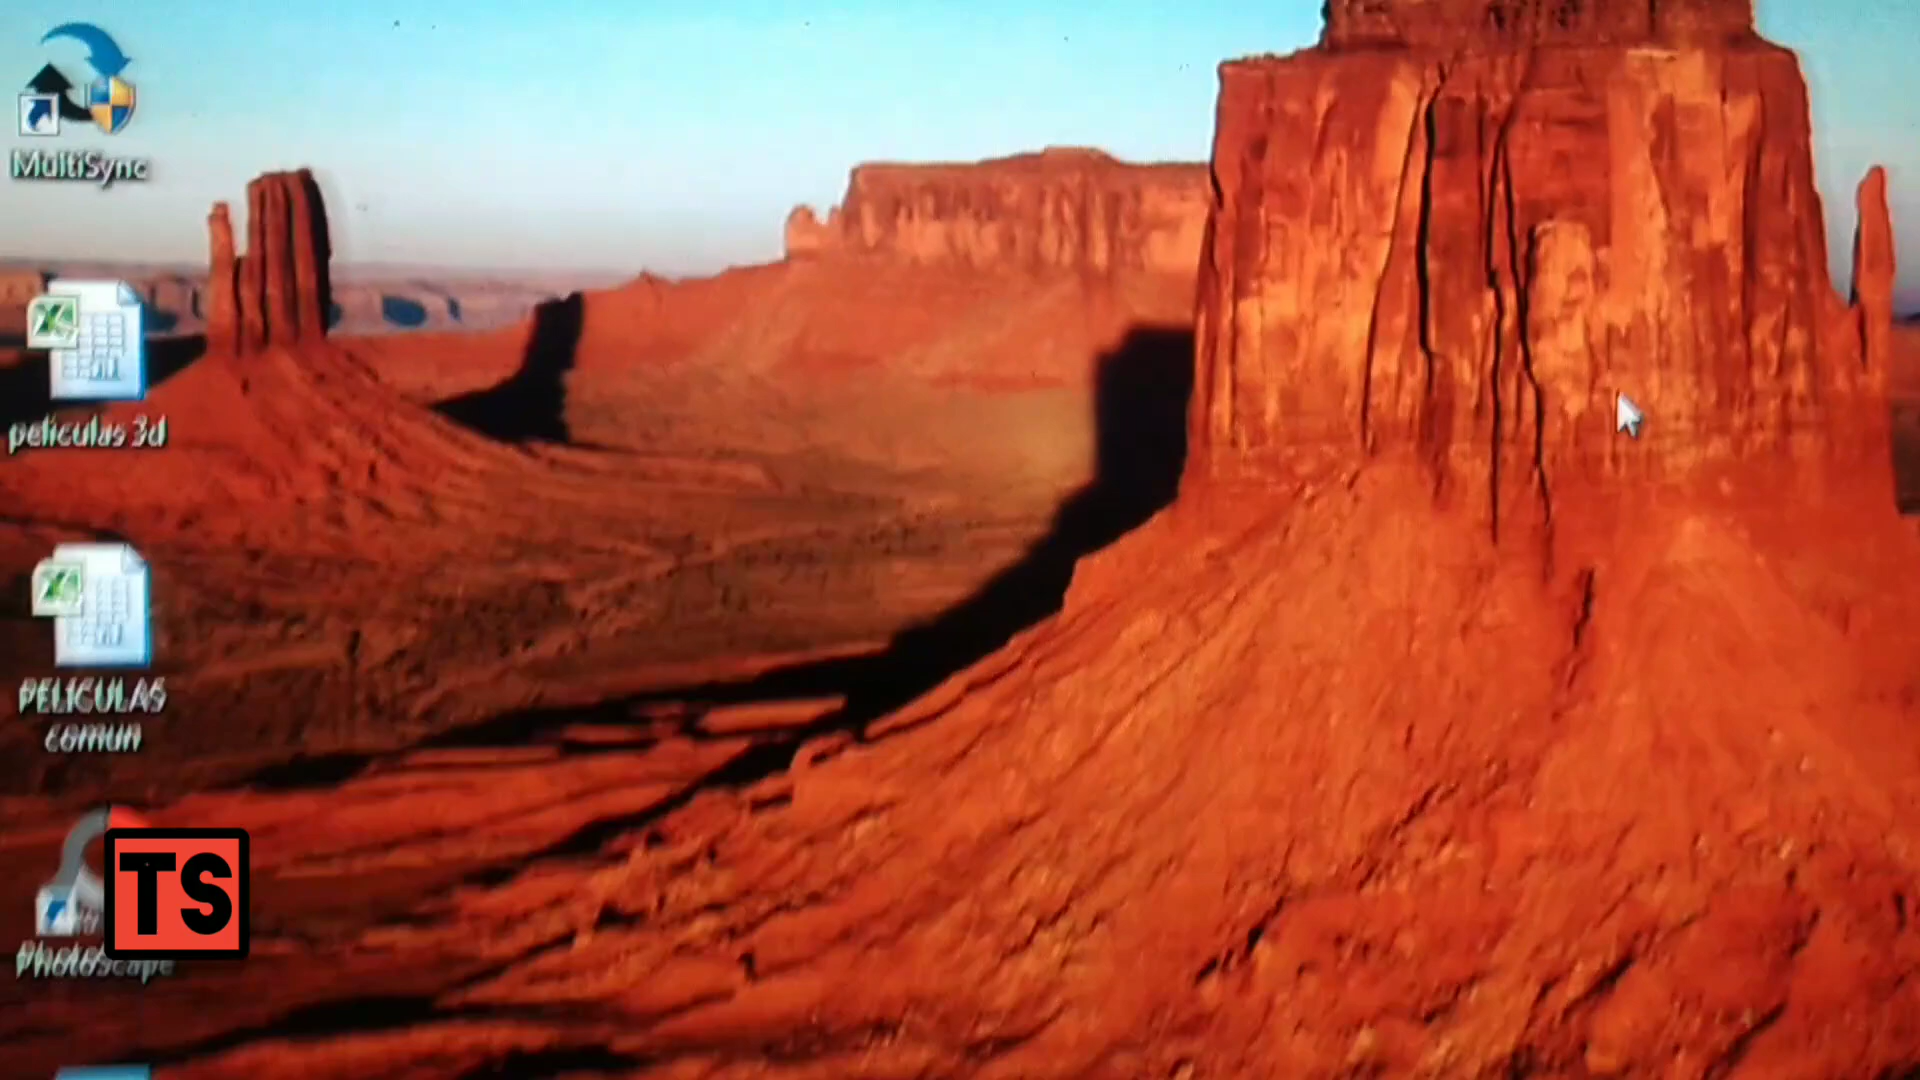 MultiSync
peliculas 3d
PELICULAS
comun
TS
PhotoScape